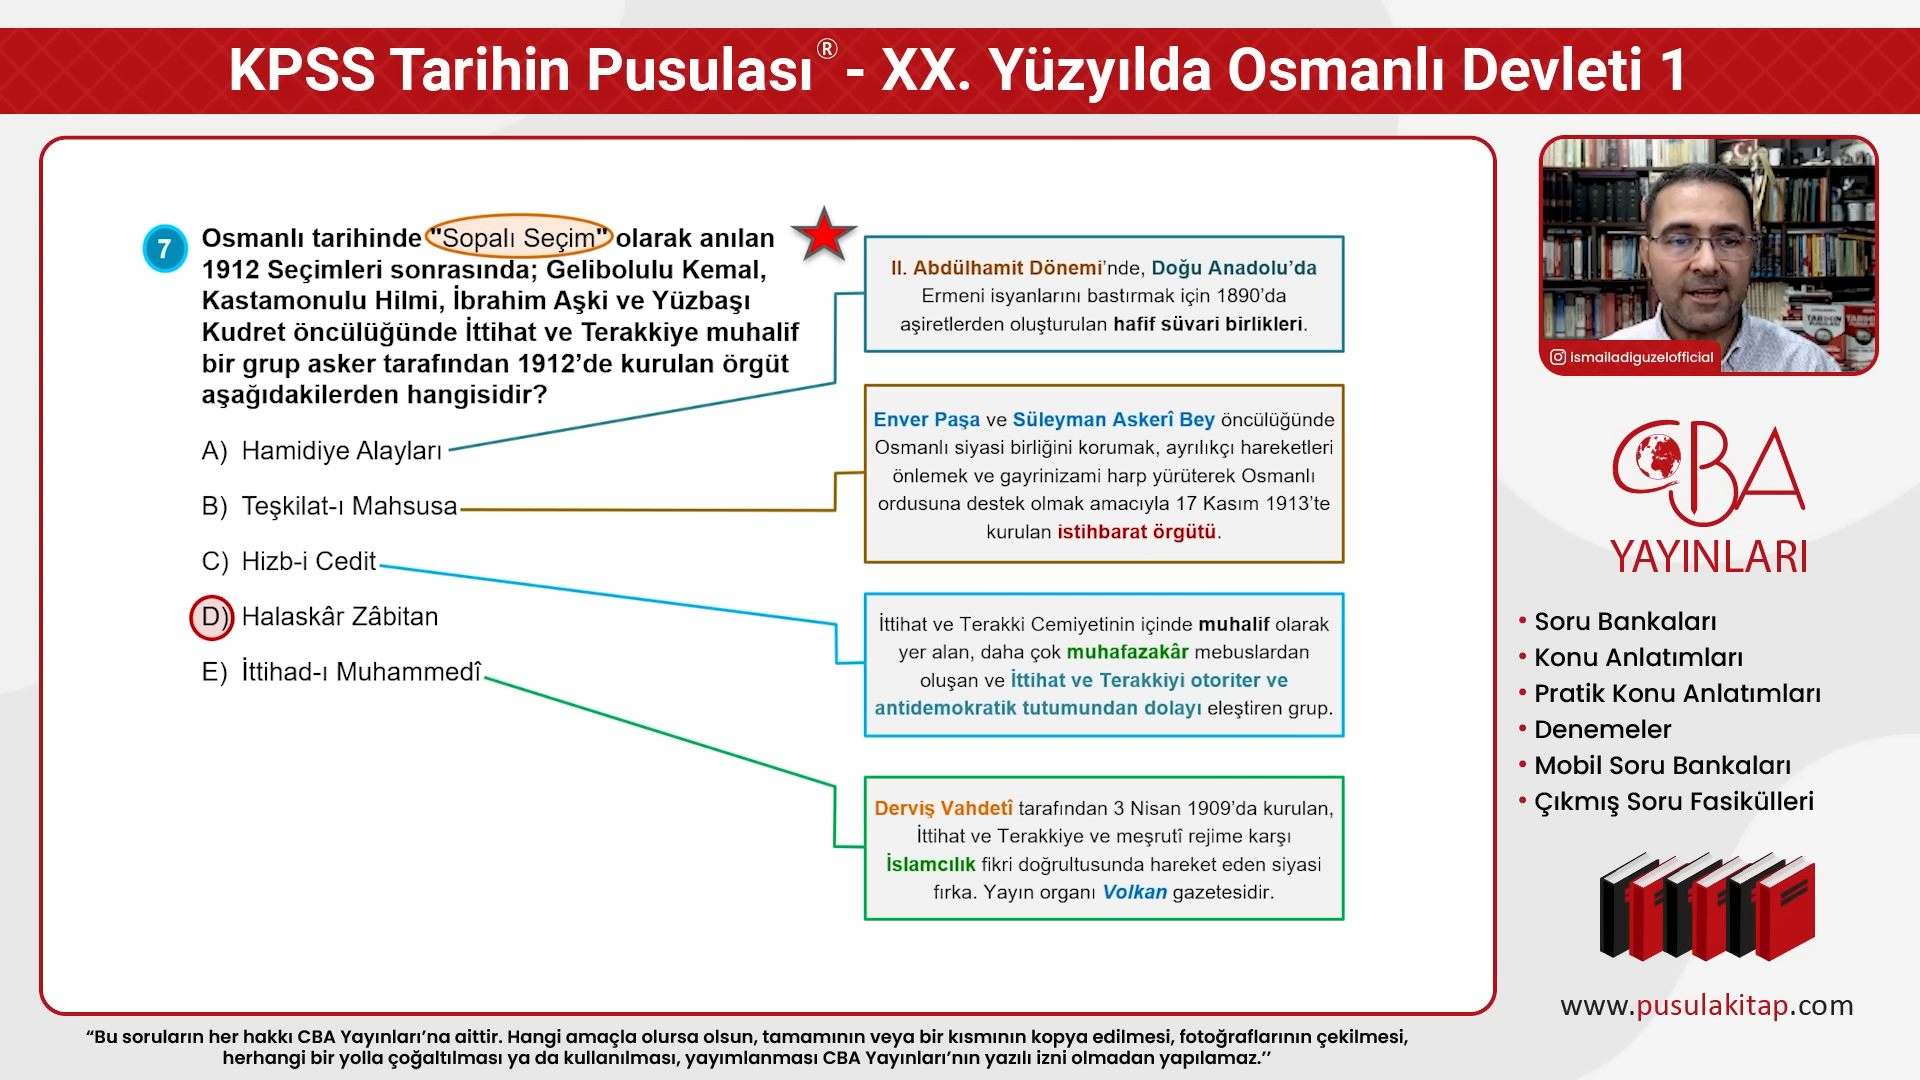 KPSS Tarihin Pusulası® - XX. Yüzyılda Osmanlı Devleti 1
7
Osmanlı tarihinde "Sopalı Seçim" olarak anılan
1912 Seçimleri sonrasında; Gelibolulu Kemal,
Kastamonulu Hilmi, İbrahim Aşki ve Yüzbaşı
Kudret öncülüğünde İttihat ve Terakkiye muhalif
bir grup asker tarafından 1912’de kurulan örgüt
aşağıdakilerden hangisidir?
A) Hamidiye Alayları
B) Teşkilat-ı Mahsusa
C) Hizb-i Cedit
D) Halaskâr Zâbitan
E) İttihad-ı Muhammedî
II. Abdülhamit Dönemi’nde, Doğu Anadolu’da
Ermeni isyanlarını bastırmak için 1890’da
aşiretlerden oluşturulan hafif süvari birlikleri.
Enver Paşa ve Süleyman Askerî Bey öncülüğünde
Osmanlı siyasi birliğini korumak, ayrılıkçı hareketleri
önlemek ve gayrinizami harp yürüterek Osmanlı
ordusuna destek olmak amacıyla 17 Kasım 1913’te
kurulan istihbarat örgütü.
İttihat ve Terakki Cemiyetinin içinde muhalif olarak
yer alan, daha çok muhafazakâr mebuslardan
oluşan ve İttihat ve Terakkiyi otoriter ve
antidemokratik tutumundan dolayı eleştiren grup.
Derviş Vahdetî tarafından 3 Nisan 1909’da kurulan,
İttihat ve Terakkiye ve meşrutî rejime karşı
İslamcılık fikri doğrultusunda hareket eden siyasi
fırka. Yayın organı Volkan gazetesidir.
ismailadiguzelofficial
CBA
YAYINLARI
• Soru Bankaları
• Konu Anlatımları
• Pratik Konu Anlatımları
• Denemeler
• Mobil Soru Bankaları
• Çıkmış Soru Fasikülleri
www.pusulakitap.com
“Bu soruların her hakkı CBA Yayınları’na aittir. Hangi amaçla olursa olsun, tamamının veya bir kısmının kopya edilmesi, fotoğraflarının çekilmesi,
herhangi bir yolla çoğaltılması ya da kullanılması, yayımlanması CBA Yayınları’nın yazılı izni olmadan yapılamaz.’’